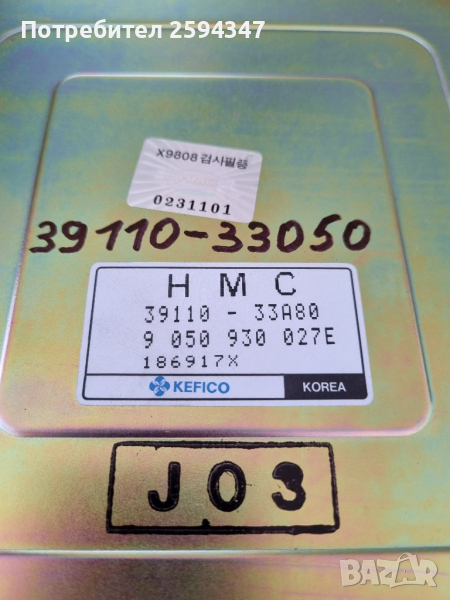 Потребител 2594347
X9808 검사필증
0231101
39110-33050
H M C
39110 - 33A80
9 050 930 027E
186917X
KEFICO KOREA
J03
BAZAR